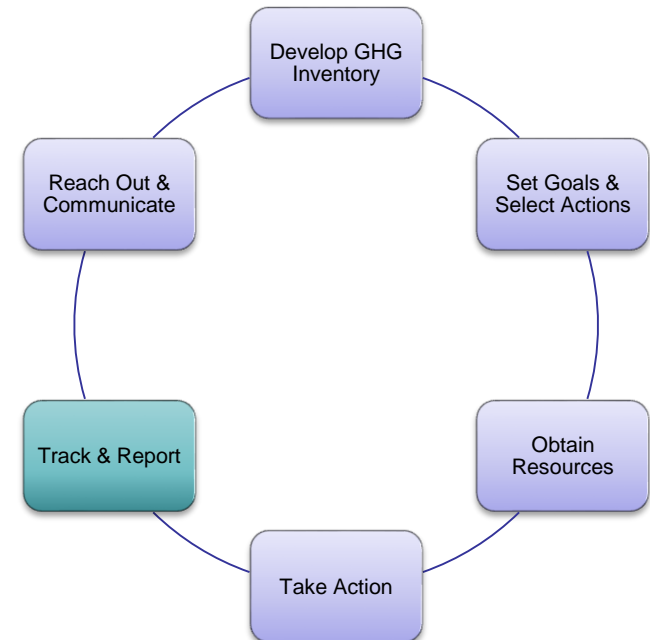 Develop GHG
Inventory
Set Goals &
Select Actions
Obtain
Resources
Take Action
Track & Report
Reach Out &
Communicate